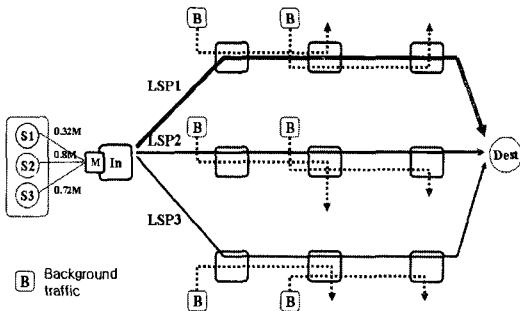 B
B
LSP1
0.32M
S1
0.8M
S2
M
In
0.72M
S3
LSP2
B
B
Dest
LSP3
B
B
B
Background
traffic